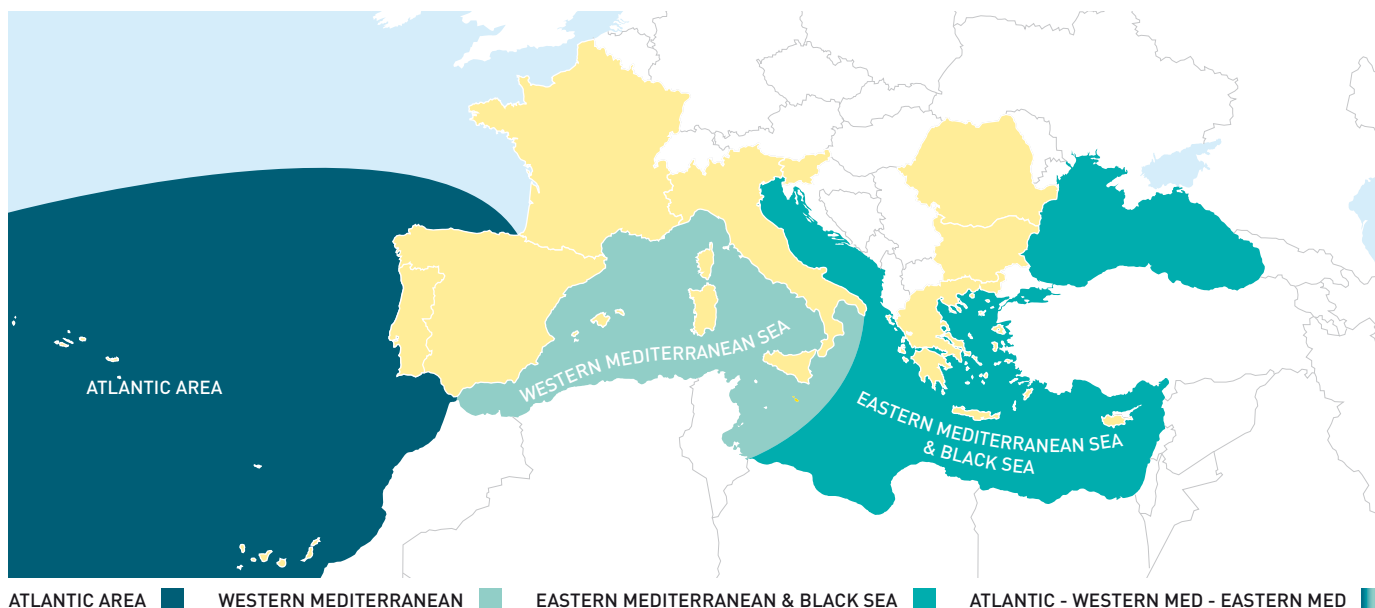 WESTERN MEDITERRANEAN SEA
ATLANTIC AREA
EASTERN MEDITERRANEAN SEA
& BLACK SEA
ATLANTIC AREA
WESTERN MEDITERRANEAN
EASTERN MEDITERRANEAN & BLACK SEA
ATLANTIC - WESTERN MED - EASTERN MED